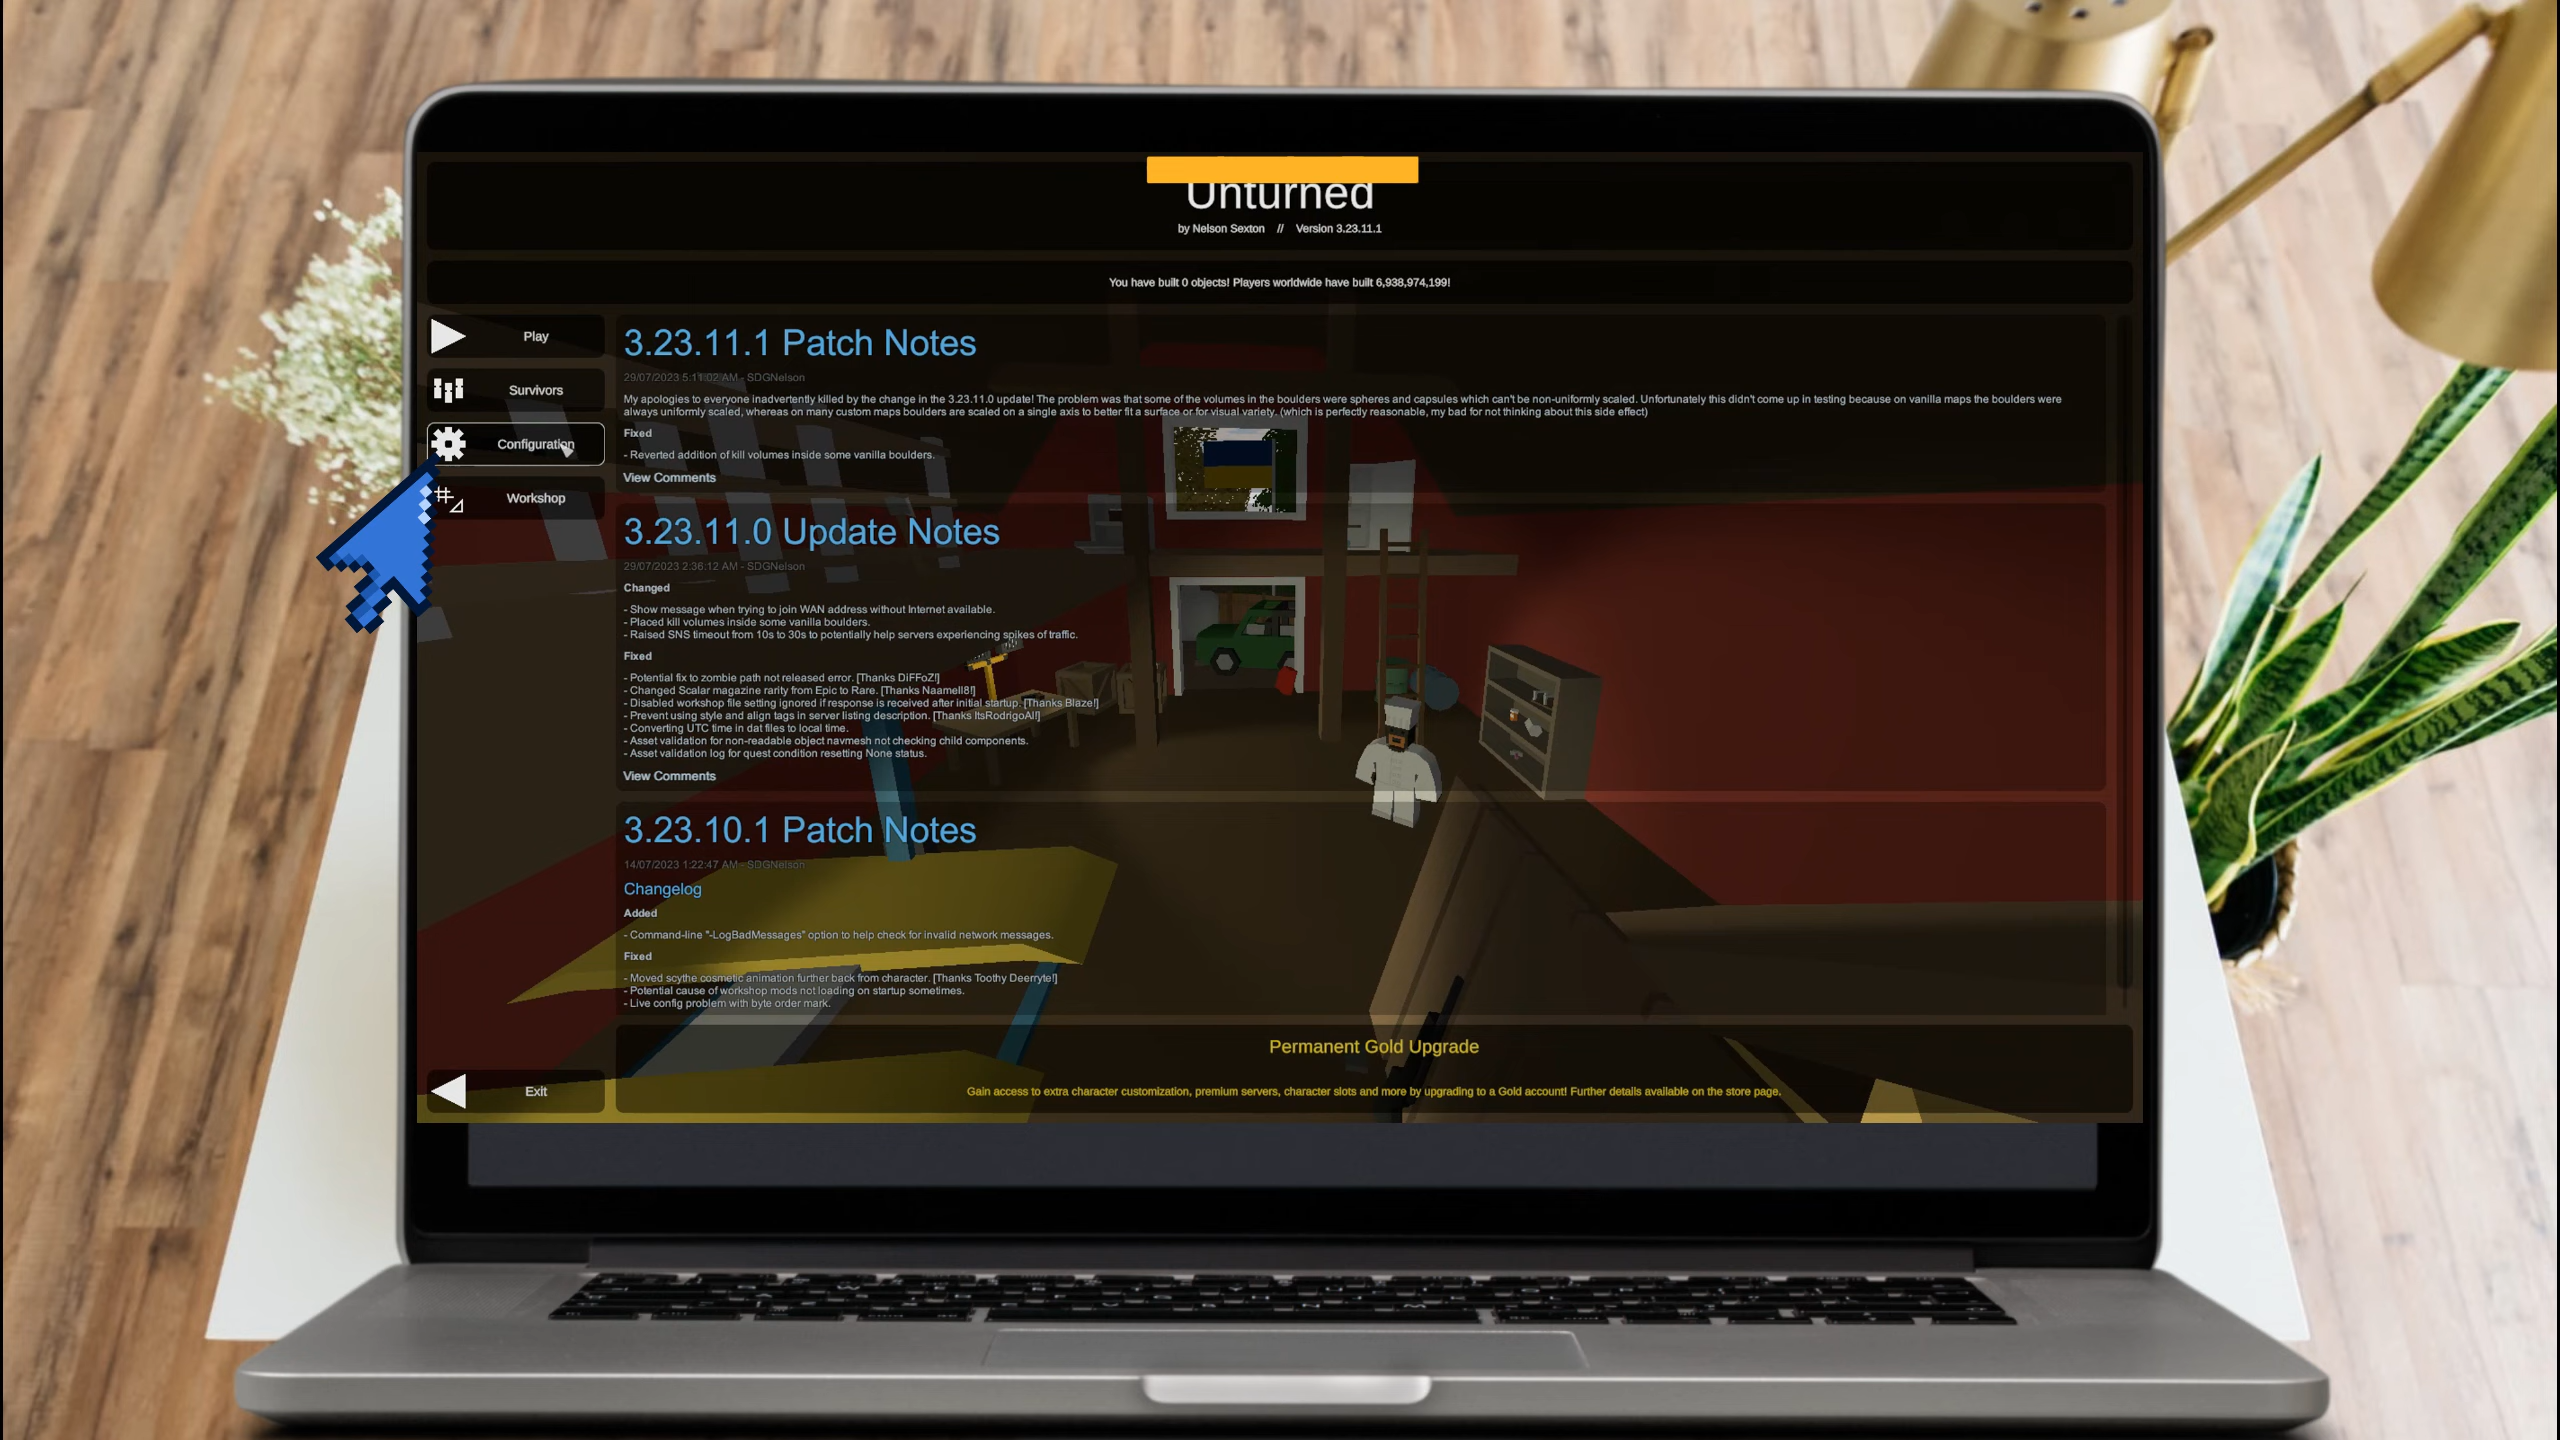 Unturned
by Nelson Sexton // Version 3.23.11.1
You have built 0 objects! Players worldwide have built 6,938,974,199!
Play
Survivors
Configuration
Workshop
Exit
3.23.11.1 Patch Notes
29/07/2023 5:11:02 AM - SDGNelson
My apologies to everyone inadvertently killed by the change in the 3.23.11.0 update! The problem was that some of the volumes in the boulders were spheres and capsules which can't be non-uniformly scaled. Unfortunately this didn't come up in testing because on vanilla maps the boulders were
always uniformly scaled, whereas on many custom maps boulders are scaled on a single axis to better fit a surface or for visual variety. (which is perfectly reasonable, my bad for not thinking about this side effect)
Fixed
- Reverted addition of kill volumes inside some vanilla boulders.
View Comments
3.23.11.0 Update Notes
29/07/2023 2:36:12 AM - SDGNelson
Changed
- Show message when trying to join WAN address without Internet available.
- Placed kill volumes inside some vanilla boulders.
- Raised SNS timeout from 10s to 30s to potentially help servers experiencing spikes of traffic.
Fixed
- Potential fix to zombie path not released error. [Thanks DiFFoZ!]
- Changed Scalar magazine rarity from Epic to Rare. [Thanks Naamell8!]
- Disabled workshop file setting ignored if response is received after initial startup. [Thanks Blaze!]
- Prevent using style and align tags in server listing description. [Thanks ItsRodrigoAl!]
- Converting UTC time in dat files to local time.
- Asset validation for non-readable object navmesh not checking child components.
- Asset validation log for quest condition resetting None status.
View Comments
3.23.10.1 Patch Notes
14/07/2023 1:22:47 AM - SDGNelson
Changelog
Added
- Command-line "-LogBadMessages" option to help check for invalid network messages.
Fixed
- Moved scythe cosmetic animation further back from character. [Thanks Toothy Deerryte!]
- Potential cause of workshop mods not loading on startup sometimes.
- Live config problem with byte order mark.
Permanent Gold Upgrade
Gain access to extra character customization, premium servers, character slots and more by upgrading to a Gold account! Further details available on the store page.